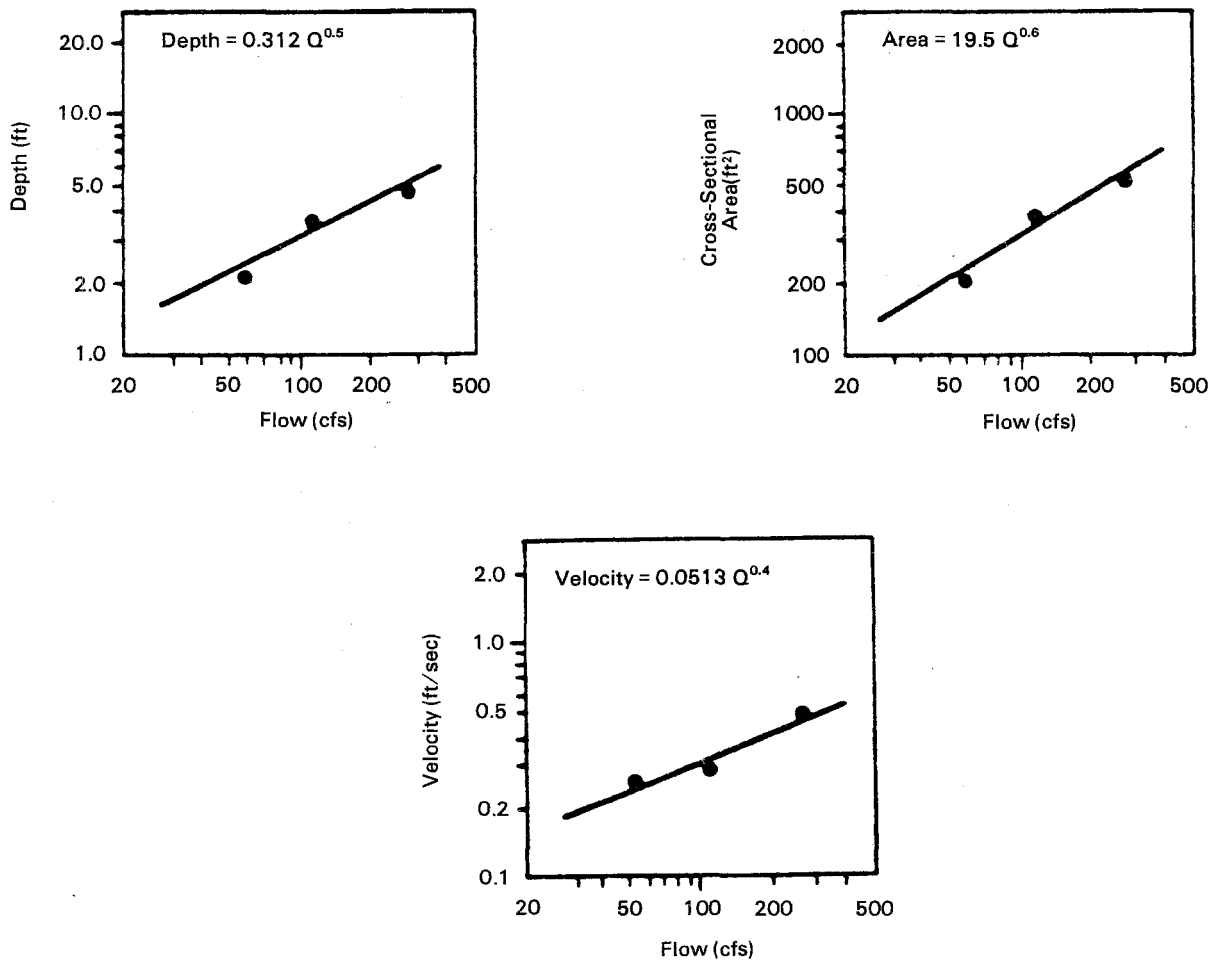 Depth = 0.312 Q^0.5
20.0
10.0
5.0
2.0
1.0
Depth (ft)
20 50 100 200 500
Flow (cfs)
Area = 19.5 Q^0.6
2000
1000
500
200
100
Cross-Sectional
Area(ft²)
20 50 100 200 500
Flow (cfs)
Velocity = 0.0513 Q^0.4
2.0
1.0
0.5
0.2
0.1
Velocity (ft/sec)
20 50 100 200 500
Flow (cfs)